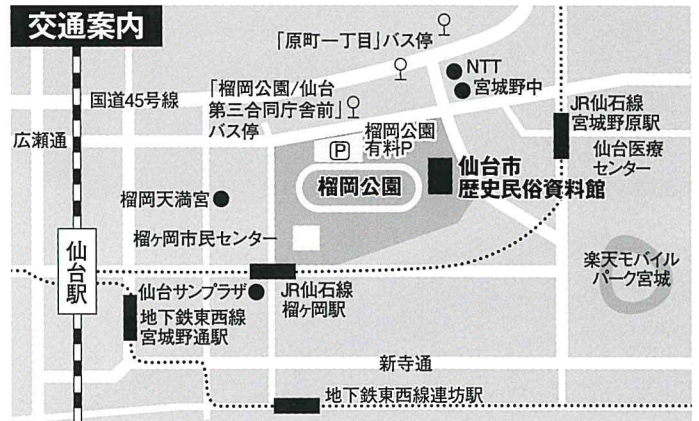 交通案内
「原町一丁目」バス停
NTT
宮城野中
「榴岡公園/仙台
第三合同庁舎前」
バス停
国道45号線
広瀬通
JR仙石線
宮城野原駅
仙台医療
センター
榴岡公園
有料P
P
榴岡公園
仙台市
歴史民俗資料館
榴岡天満宮
榴ヶ岡市民センター
仙台駅
楽天モバイル
パーク宮城
仙台サンプラザ
JR仙石線
榴ヶ岡駅
地下鉄東西線
宮城野通駅
新寺通
地下鉄東西線連坊駅